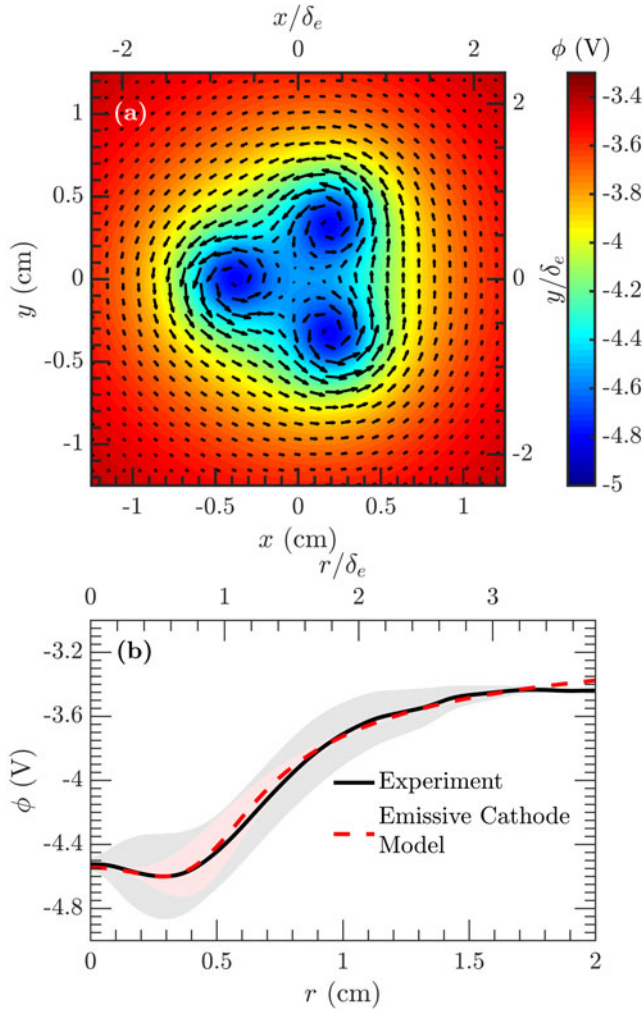 x/δₑ
-2 0 2
ϕ (V)
(a)
1
0.5
0
-0.5
-1
y (cm)
2
0
-2
y/δₑ
-3.4
-3.6
-3.8
-4
-4.2
-4.4
-4.6
-4.8
-5
-1 -0.5 0 0.5 1
x (cm)
r/δₑ
0 1 2 3
(b)
-3.2
-3.6
-4
-4.4
-4.8
ϕ (V)
Experiment
Emissive Cathode
Model
0 0.5 1 1.5 2
r (cm)